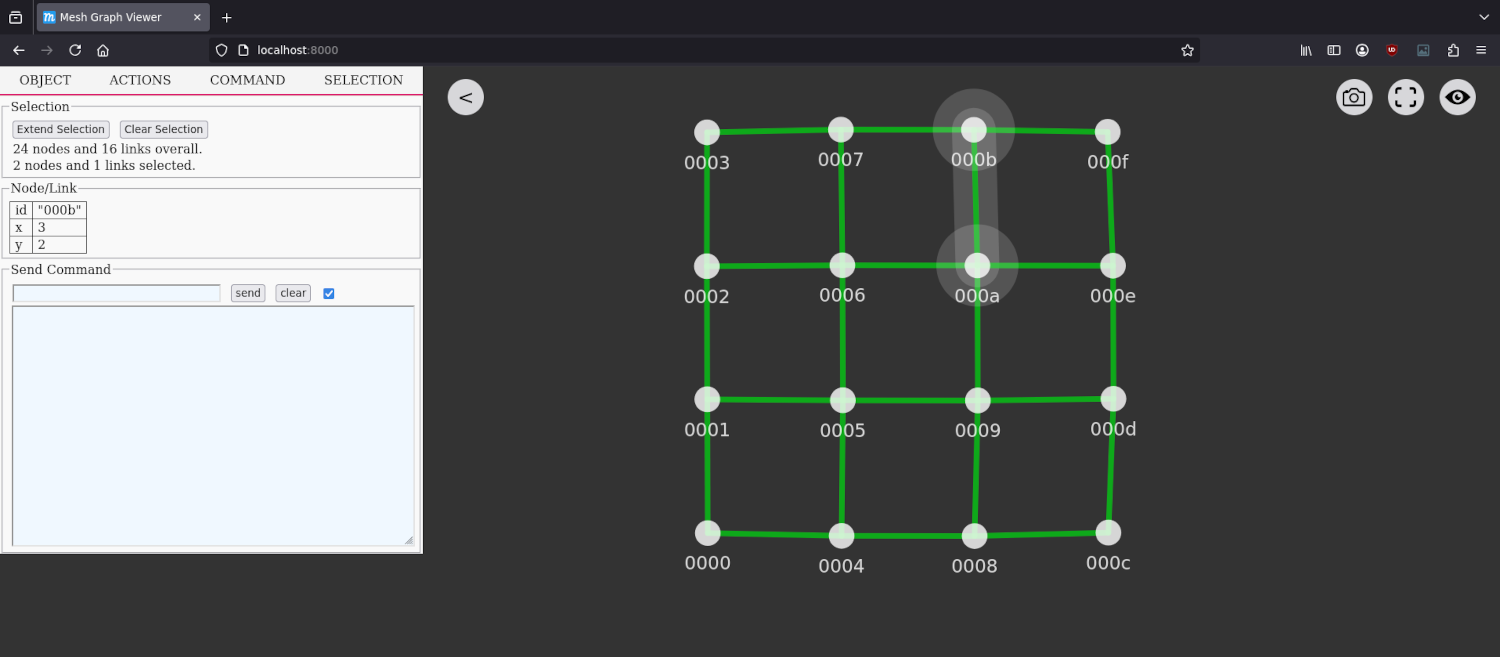 Mesh Graph Viewer
localhost:8000
OBJECT ACTIONS COMMAND SELECTION
Selection
Extend Selection Clear Selection
24 nodes and 16 links overall.
2 nodes and 1 links selected.
Node/Link
id "000b"
x 3
y 2
Send Command
send clear
<
0003 0007 000b 000f
0002 0006 000a 000e
0001 0005 0009 000d
0000 0004 0008 000c